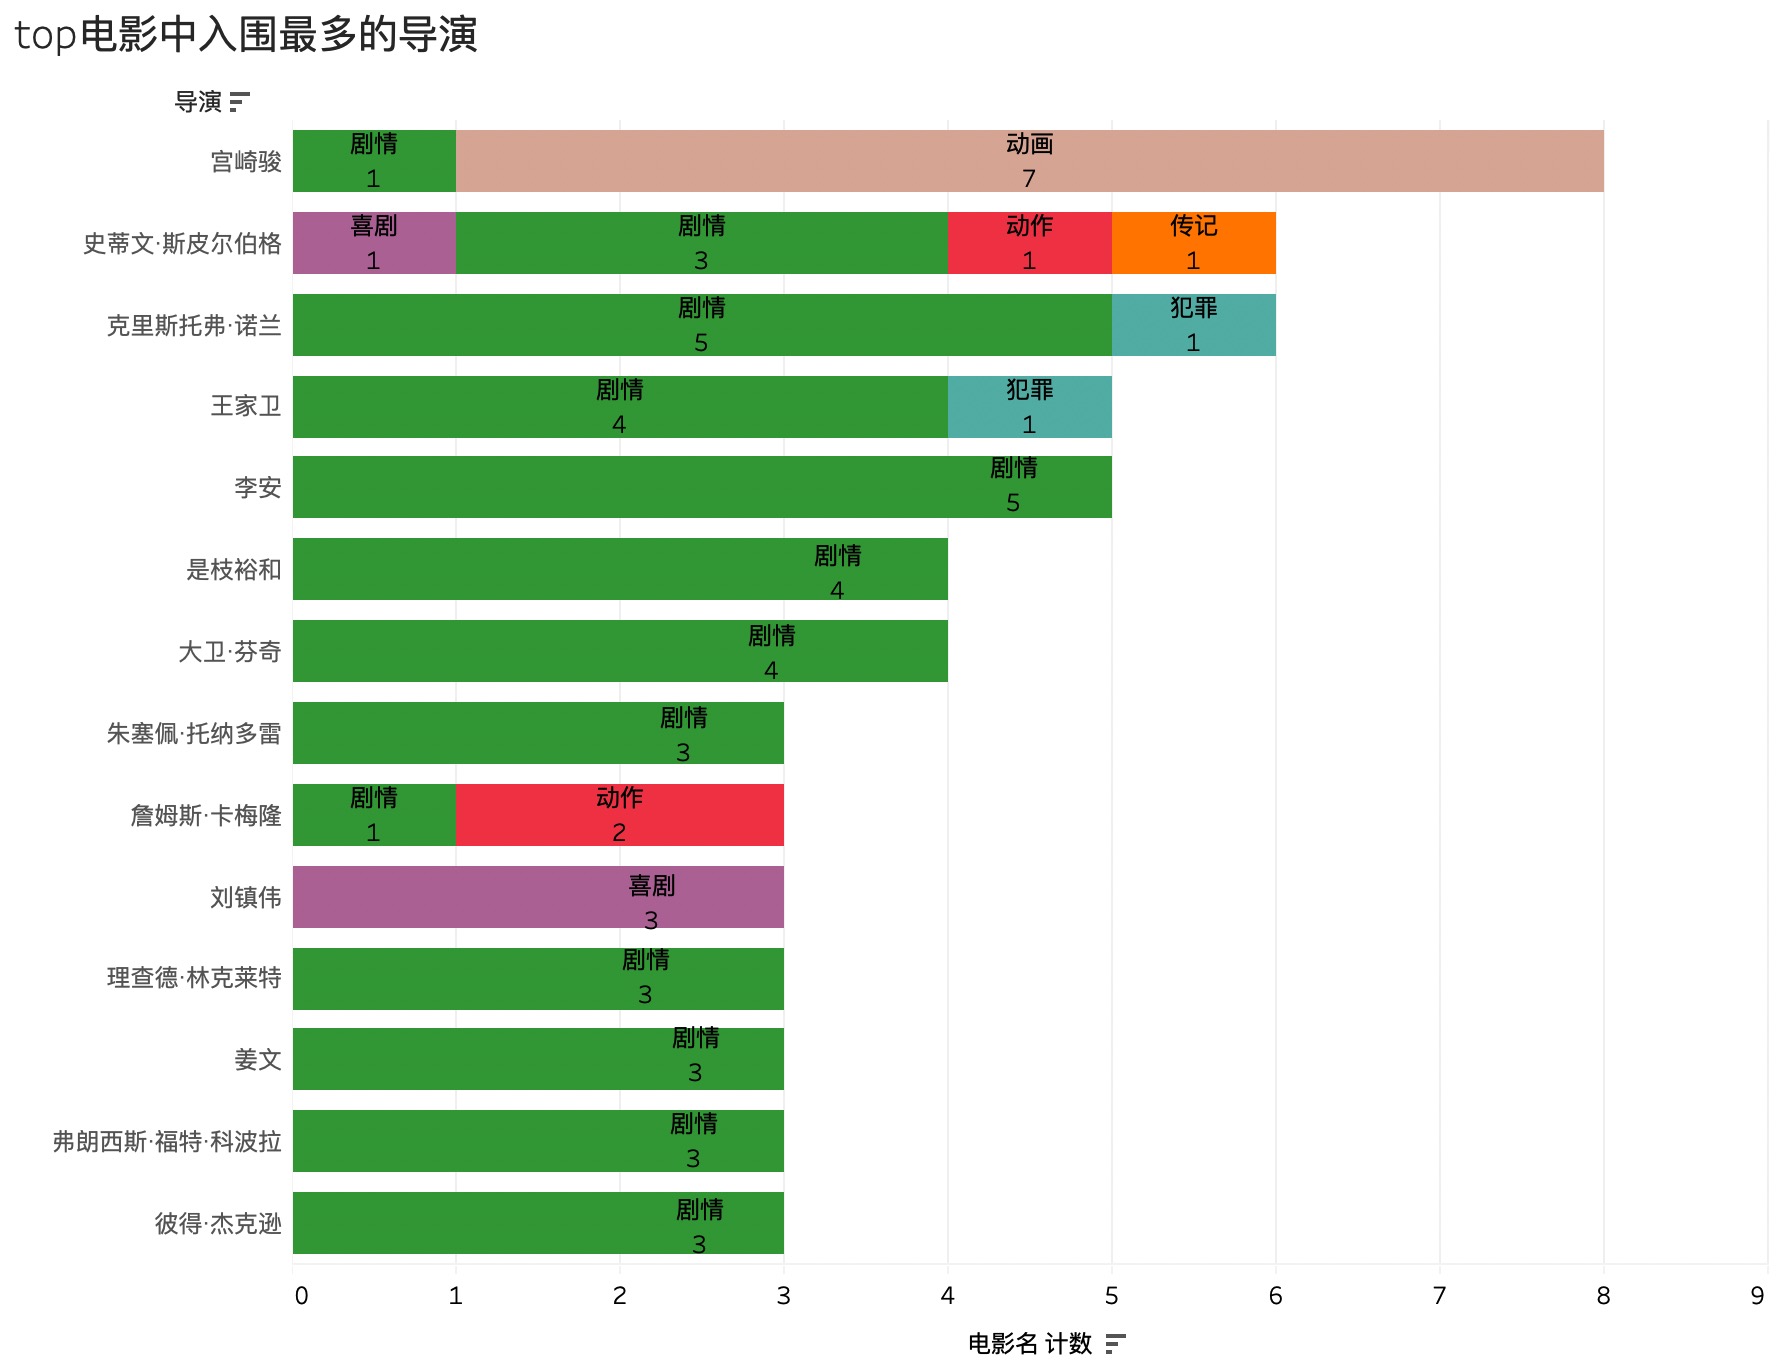 top电影中入围最多的导演
导演
宫崎骏
剧情 动画
1 7
史蒂文·斯皮尔伯格
喜剧 剧情 动作 传记
1 3 1 1
克里斯托弗·诺兰
剧情 犯罪
5 1
王家卫
剧情 犯罪
4 1
李安
剧情
5
是枝裕和
剧情
4
大卫·芬奇
剧情
4
朱塞佩·托纳多雷
剧情
3
詹姆斯·卡梅隆
剧情 动作
1 2
刘镇伟
喜剧
3
理查德·林克莱特
剧情
3
姜文
剧情
3
弗朗西斯·福特·科波拉
剧情
3
彼得·杰克逊
剧情
3
0 1 2 3 4 5 6 7 8 9
电影名 计数